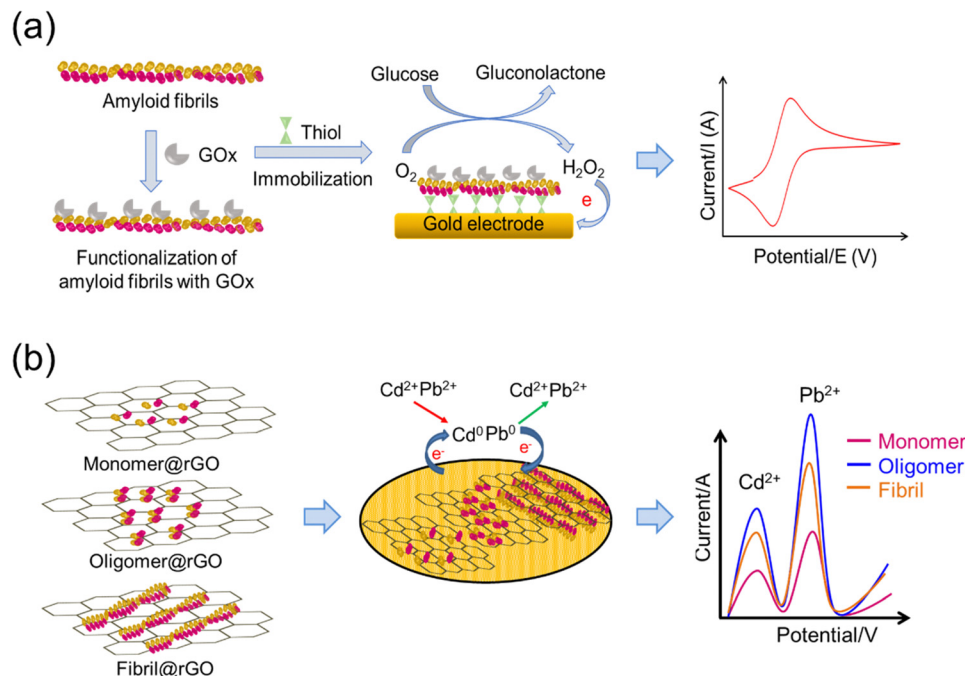 (a)
Amyloid fibrils
GOx
Functionalization of
amyloid fibrils with GOx
Thiol
Immobilization
Glucose
Gluconolactone
O₂
H₂O₂
e
Gold electrode
Current/I (A)
Potential/E (V)
(b)
Monomer@rGO
Oligomer@rGO
Fibril@rGO
Cd²⁺Pb²⁺
Cd²⁺Pb²⁺
Cd⁰Pb⁰
e⁻
e⁻
Current/A
Cd²⁺
Pb²⁺
Monomer
Oligomer
Fibril
Potential/V